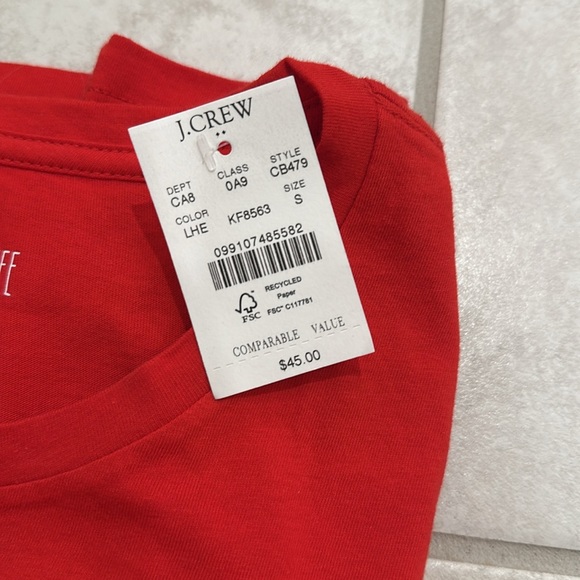 J.CREW
DEPT CLASS STYLE
CA8 0A9 CB479
COLOR SIZE
LHE KF8563 S
099107485582
RECYCLED
Paper
FSC FSC® C117781
COMPARABLE VALUE
$45.00